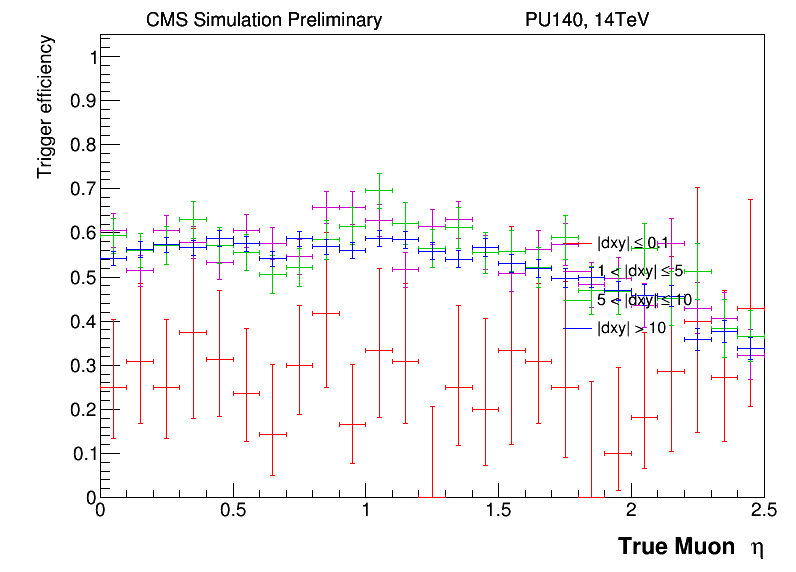 CMS Simulation Preliminary PU140, 14TeV
Trigger efficiency
1
0.9
0.8
0.7
0.6
0.5
0.4
0.3
0.2
0.1
0
|dxy| ≤ 0.1
1 < |dxy| ≤ 5
5 < |dxy| ≤ 10
|dxy| > 10
0 0.5 1 1.5 2 2.5
True Muon η